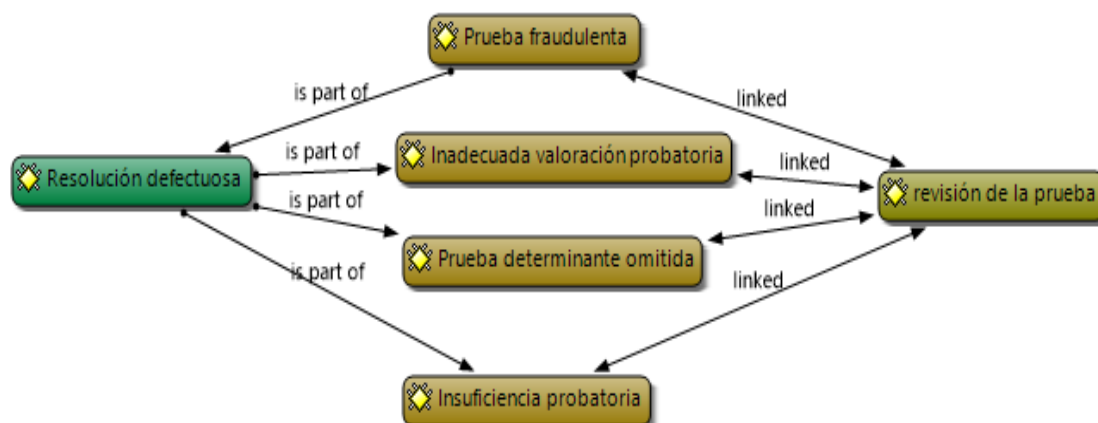 Prueba fraudulenta
is part of
linked
is part of
Inadecuada valoración probatoria
linked
Resolución defectuosa
revisión de la prueba
is part of
linked
Prueba determinante omitida
is part of
linked
Insuficiencia probatoria